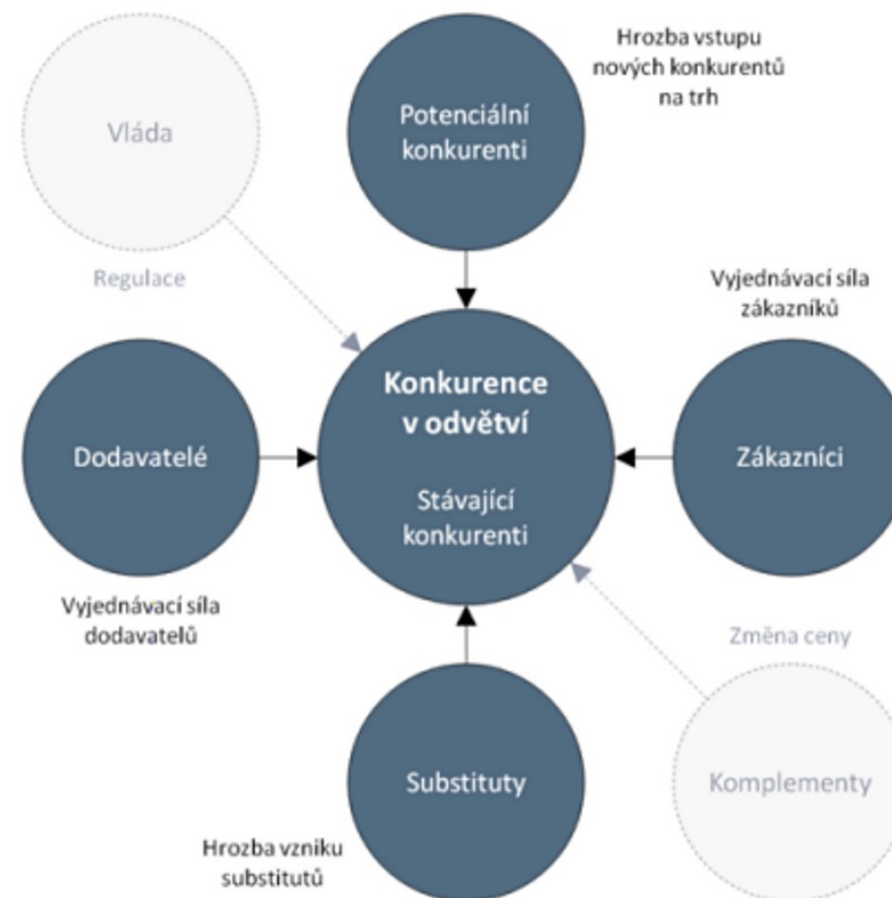 Hrozba vstupu
nových konkurentů
na trh
Vláda
Potenciální
konkurenti
Regulace
Vyjednávací síla
zákazníků
Konkurence
v odvětví
Stávající
konkurenti
Dodavatelé
Zákazníci
Vyjednávací síla
dodavatelů
Změna ceny
Substituty
Komplementy
Hrozba vzniku
substitutů